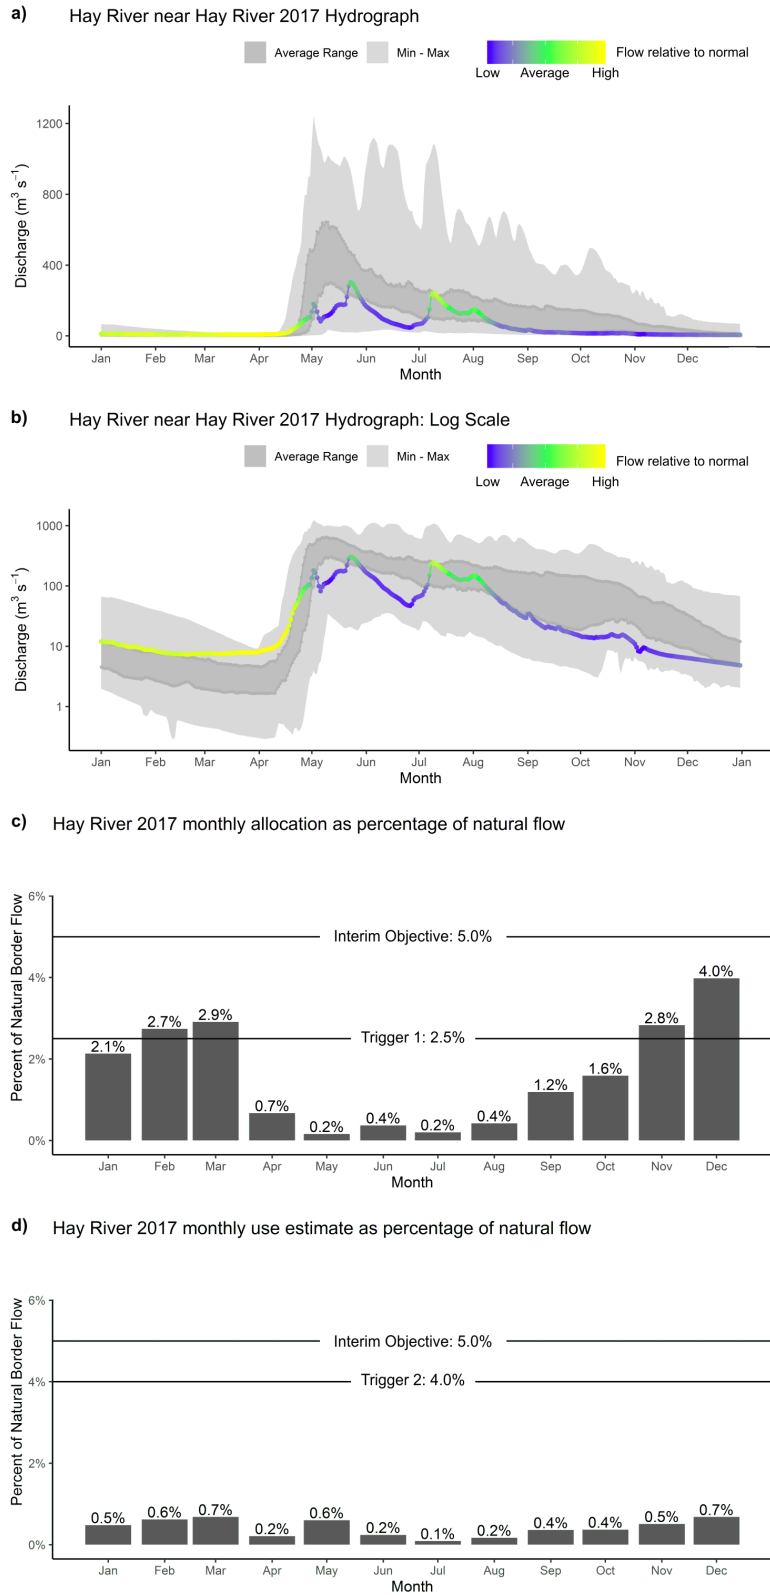 a) Hay River near Hay River 2017 Hydrograph
Average Range Min - Max Flow relative to normal
Low Average High
Discharge (m³ s⁻¹)
1200
800
400
0
Jan Feb Mar Apr May Jun Jul Aug Sep Oct Nov Dec
Month
b) Hay River near Hay River 2017 Hydrograph: Log Scale
Average Range Min - Max Flow relative to normal
Low Average High
Discharge (m³ s⁻¹)
1000
100
10
1
Jan Feb Mar Apr May Jun Jul Aug Sep Oct Nov Dec Jan
Month
c) Hay River 2017 monthly allocation as percentage of natural flow
Percent of Natural Border Flow
6%
Interim Objective: 5.0%
4%
4.0%
2.7% 2.9% 2.8%
Trigger 1: 2.5%
2.1%
2%
1.6%
1.2%
0.7%
0.2% 0.4% 0.2% 0.4%
0%
Jan Feb Mar Apr May Jun Jul Aug Sep Oct Nov Dec
Month
d) Hay River 2017 monthly use estimate as percentage of natural flow
Percent of Natural Border Flow
6%
Interim Objective: 5.0%
4%
Trigger 2: 4.0%
2%
0.5% 0.6% 0.7% 0.2% 0.6% 0.2% 0.1% 0.2% 0.4% 0.4% 0.5% 0.7%
0%
Jan Feb Mar Apr May Jun Jul Aug Sep Oct Nov Dec
Month